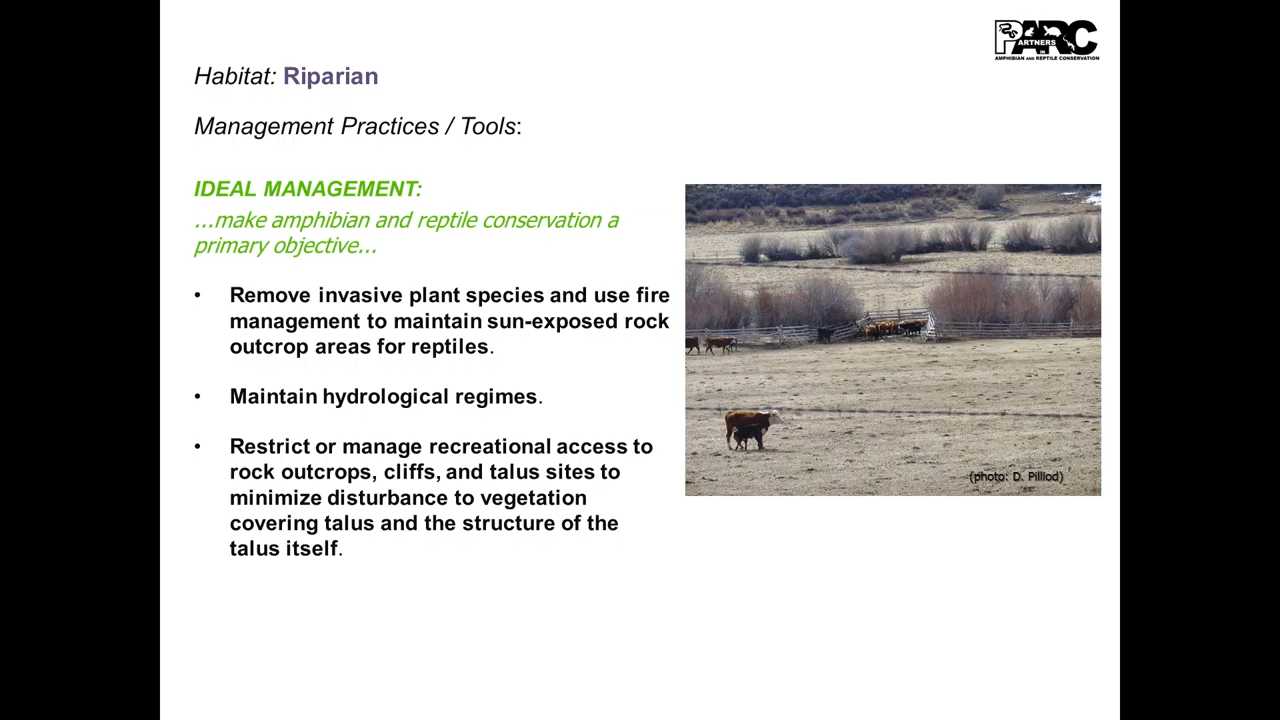 PARC
PARTNERS
IN
AMPHIBIAN AND REPTILE CONSERVATION
Habitat: Riparian
Management Practices / Tools:
IDEAL MANAGEMENT:
...make amphibian and reptile conservation a
primary objective...
• Remove invasive plant species and use fire
management to maintain sun-exposed rock
outcrop areas for reptiles.
• Maintain hydrological regimes.
• Restrict or manage recreational access to
rock outcrops, cliffs, and talus sites to
minimize disturbance to vegetation
covering talus and the structure of the
talus itself.
(photo: D. Pilliod)